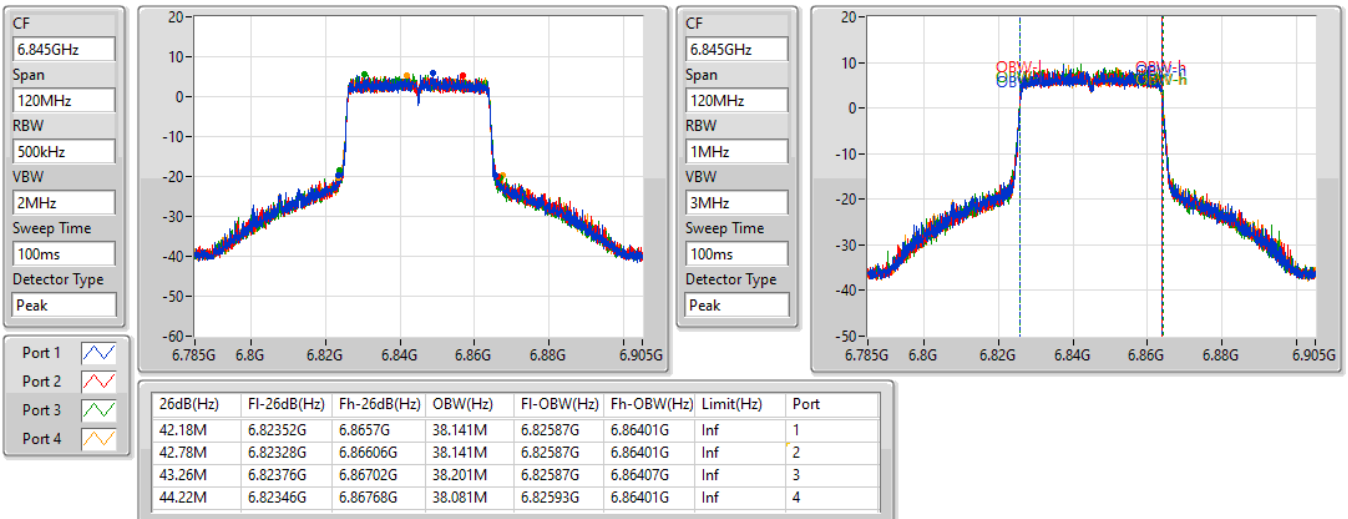 CF
6.845GHz
Span
120MHz
RBW
500kHz
VBW
2MHz
Sweep Time
100ms
Detector Type
Peak
20
10
0
-10
-20
-30
-40
-50
-60
6.785G 6.8G 6.82G 6.84G 6.86G 6.88G 6.905G
CF
6.845GHz
Span
120MHz
RBW
1MHz
VBW
3MHz
Sweep Time
100ms
Detector Type
Peak
20
10
0
-10
-20
-30
-40
-50
OBW-l
OBW-h
6.785G 6.8G 6.82G 6.84G 6.86G 6.88G 6.905G
Port 1
Port 2
Port 3
Port 4
26dB(Hz) Fl-26dB(Hz) Fh-26dB(Hz) OBW(Hz) Fl-OBW(Hz) Fh-OBW(Hz) Limit(Hz) Port
42.18M 6.82352G 6.8657G 38.141M 6.82587G 6.86401G Inf 1
42.78M 6.82328G 6.86606G 38.141M 6.82587G 6.86401G Inf 2
43.26M 6.82376G 6.86702G 38.201M 6.82587G 6.86407G Inf 3
44.22M 6.82346G 6.86768G 38.081M 6.82593G 6.86401G Inf 4